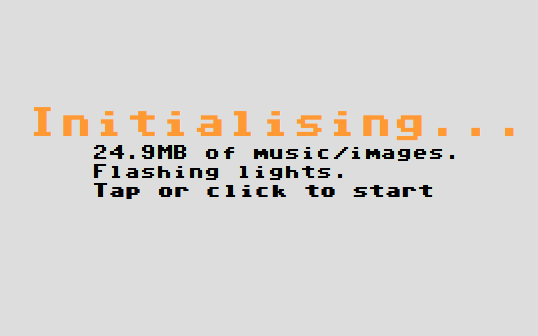 Initialising...
24.9MB of music/images.
Flashing lights.
Tap or click to start